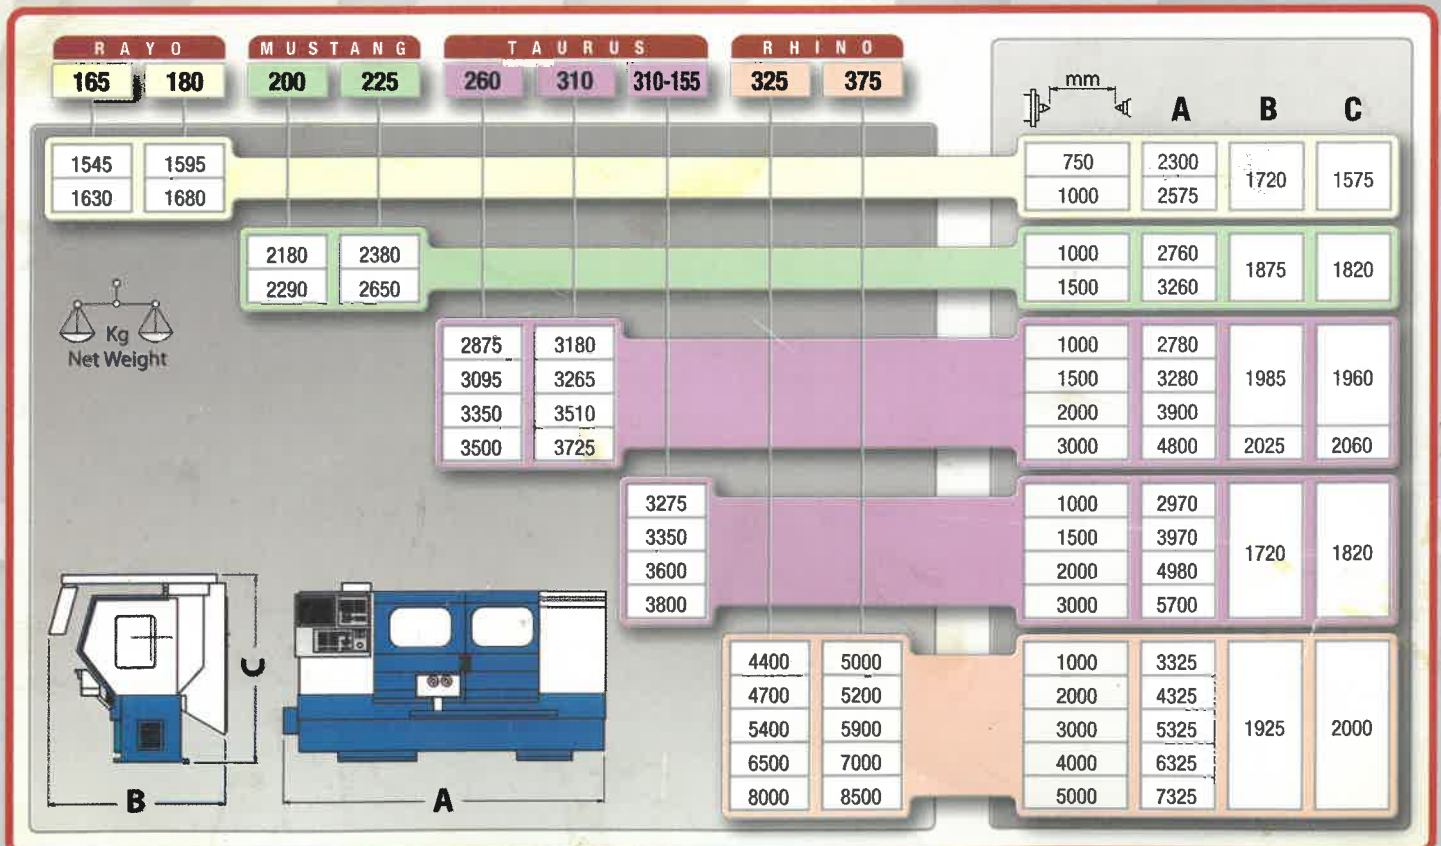 RAYO MUSTANG TAURUS RHINO
165 180 200 225 260 310 310-155 325 375
mm A B C
1545 1595 750 2300 1720 1575
1630 1680 1000 2575
2180 2380 1000 2760 1875 1820
2290 2650 1500 3260
Kg
Net Weight
2875 3180 1000 2780 1985 1960
3095 3265 1500 3280
3350 3510 2000 3900
3500 3725 3000 4800 2025 2060
3275 1000 2970 1720 1820
3350 1500 3970
3600 2000 4980
3800 3000 5700
4400 5000 1000 3325 1925 2000
4700 5200 2000 4325
5400 5900 3000 5325
6500 7000 4000 6325
8000 8500 5000 7325
C
B A